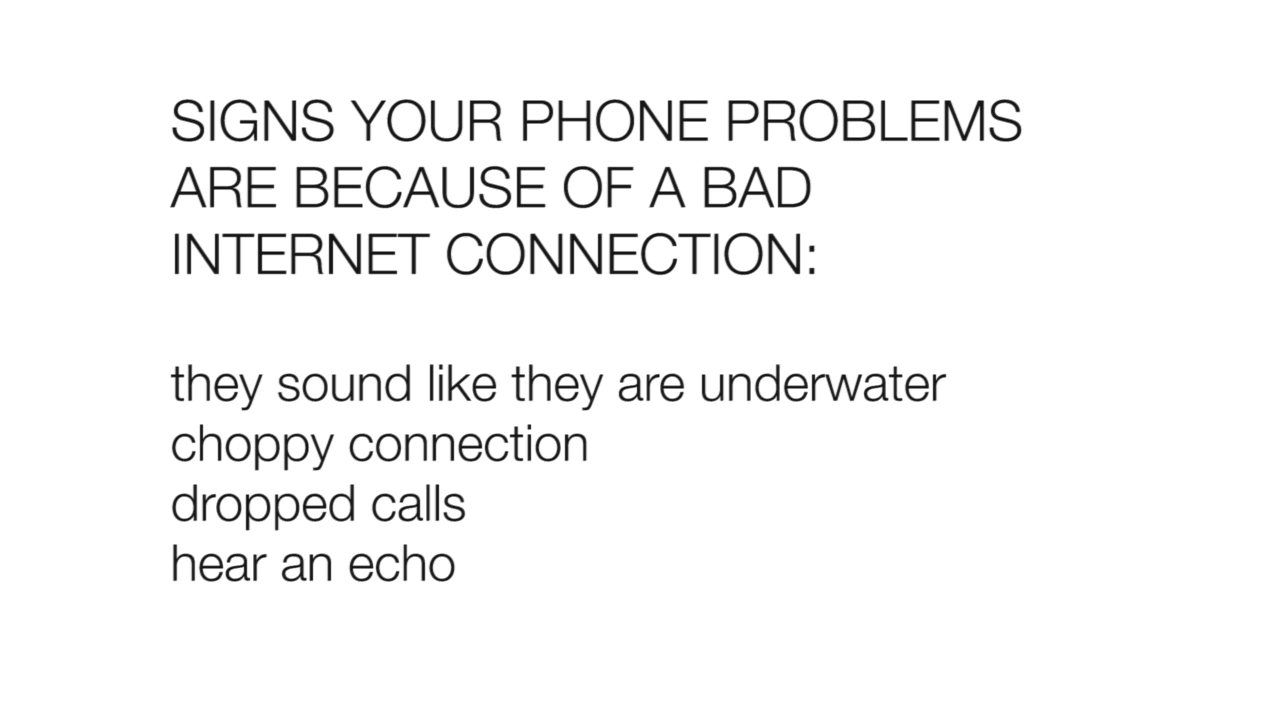 SIGNS YOUR PHONE PROBLEMS
ARE BECAUSE OF A BAD
INTERNET CONNECTION:
they sound like they are underwater
choppy connection
dropped calls
hear an echo